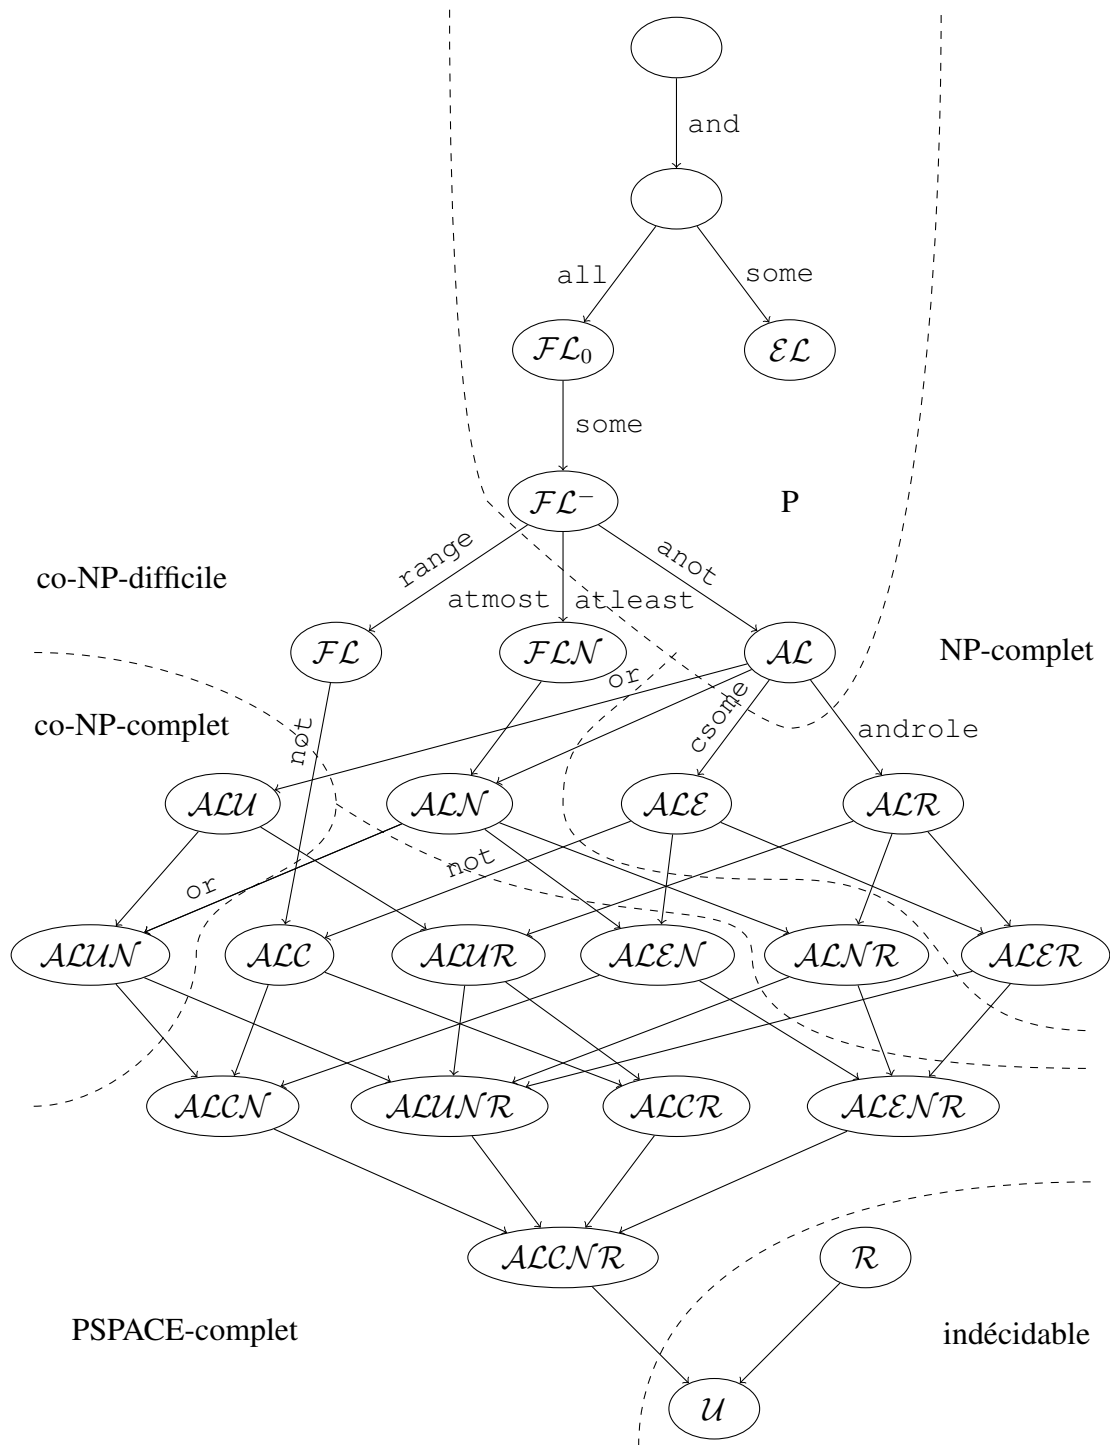 and
all some
ℱℒ₀ ℰℒ
some
ℱℒ⁻ P
range anot
co-NP-difficile
atmost atleast
ℱℒ ℱℒ𝒩 𝒜ℒ NP-complet
or
co-NP-complet not csome androle
𝒜ℒ𝒰 𝒜ℒ𝒩 𝒜ℒℰ 𝒜ℒℛ
or not
𝒜ℒ𝒰𝒩 𝒜ℒ𝒞 𝒜ℒ𝒰ℛ 𝒜ℒℰ𝒩 𝒜ℒ𝒩ℛ 𝒜ℒℰℛ
𝒜ℒ𝒞𝒩 𝒜ℒ𝒰𝒩ℛ 𝒜ℒ𝒞ℛ 𝒜ℒℰ𝒩ℛ
𝒜ℒ𝒞𝒩ℛ ℛ
PSPACE-complet indécidable
𝒰